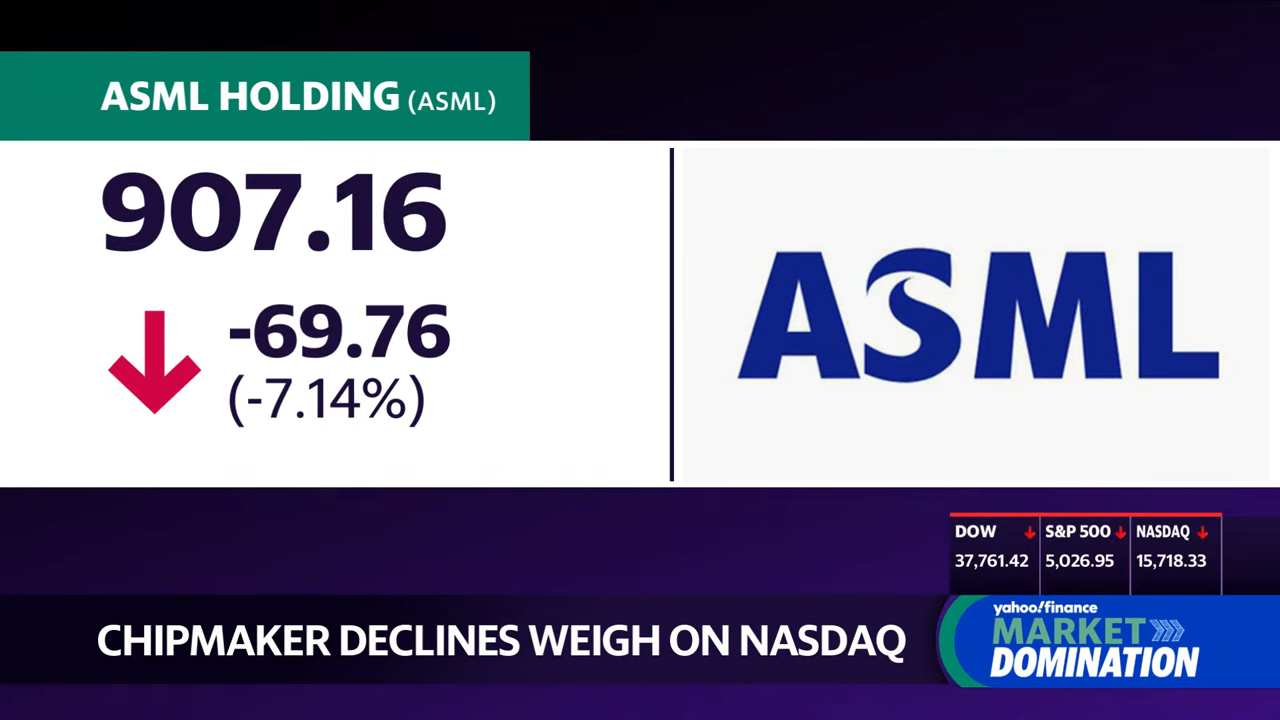 ASML HOLDING (ASML)
907.16
-69.76
(-7.14%)
ASML
DOW
37,761.42
S&P 500
5,026.95
NASDAQ
15,718.33
CHIPMAKER DECLINES WEIGH ON NASDAQ
yahoo!finance
MARKET
DOMINATION